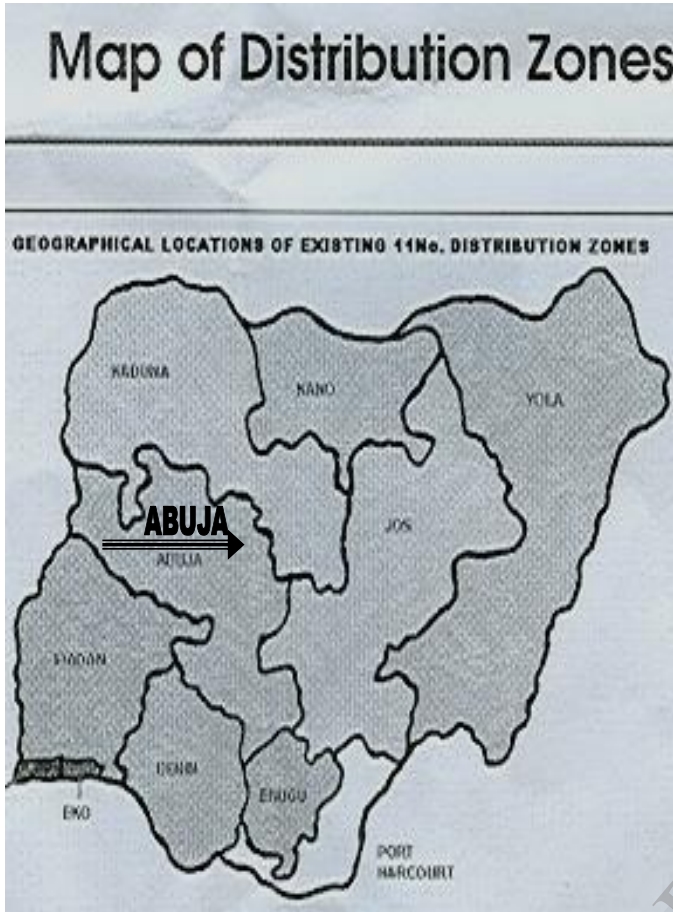 Map of Distribution Zones
GEOGRAPHICAL LOCATIONS OF EXISTING 11No. DISTRIBUTION ZONES
KADUNA
KANO
YOLA
JOS
ABUJA
ABUJA
IBADAN
BENIN
ENUGU
EKO
PORT
HARCOURT